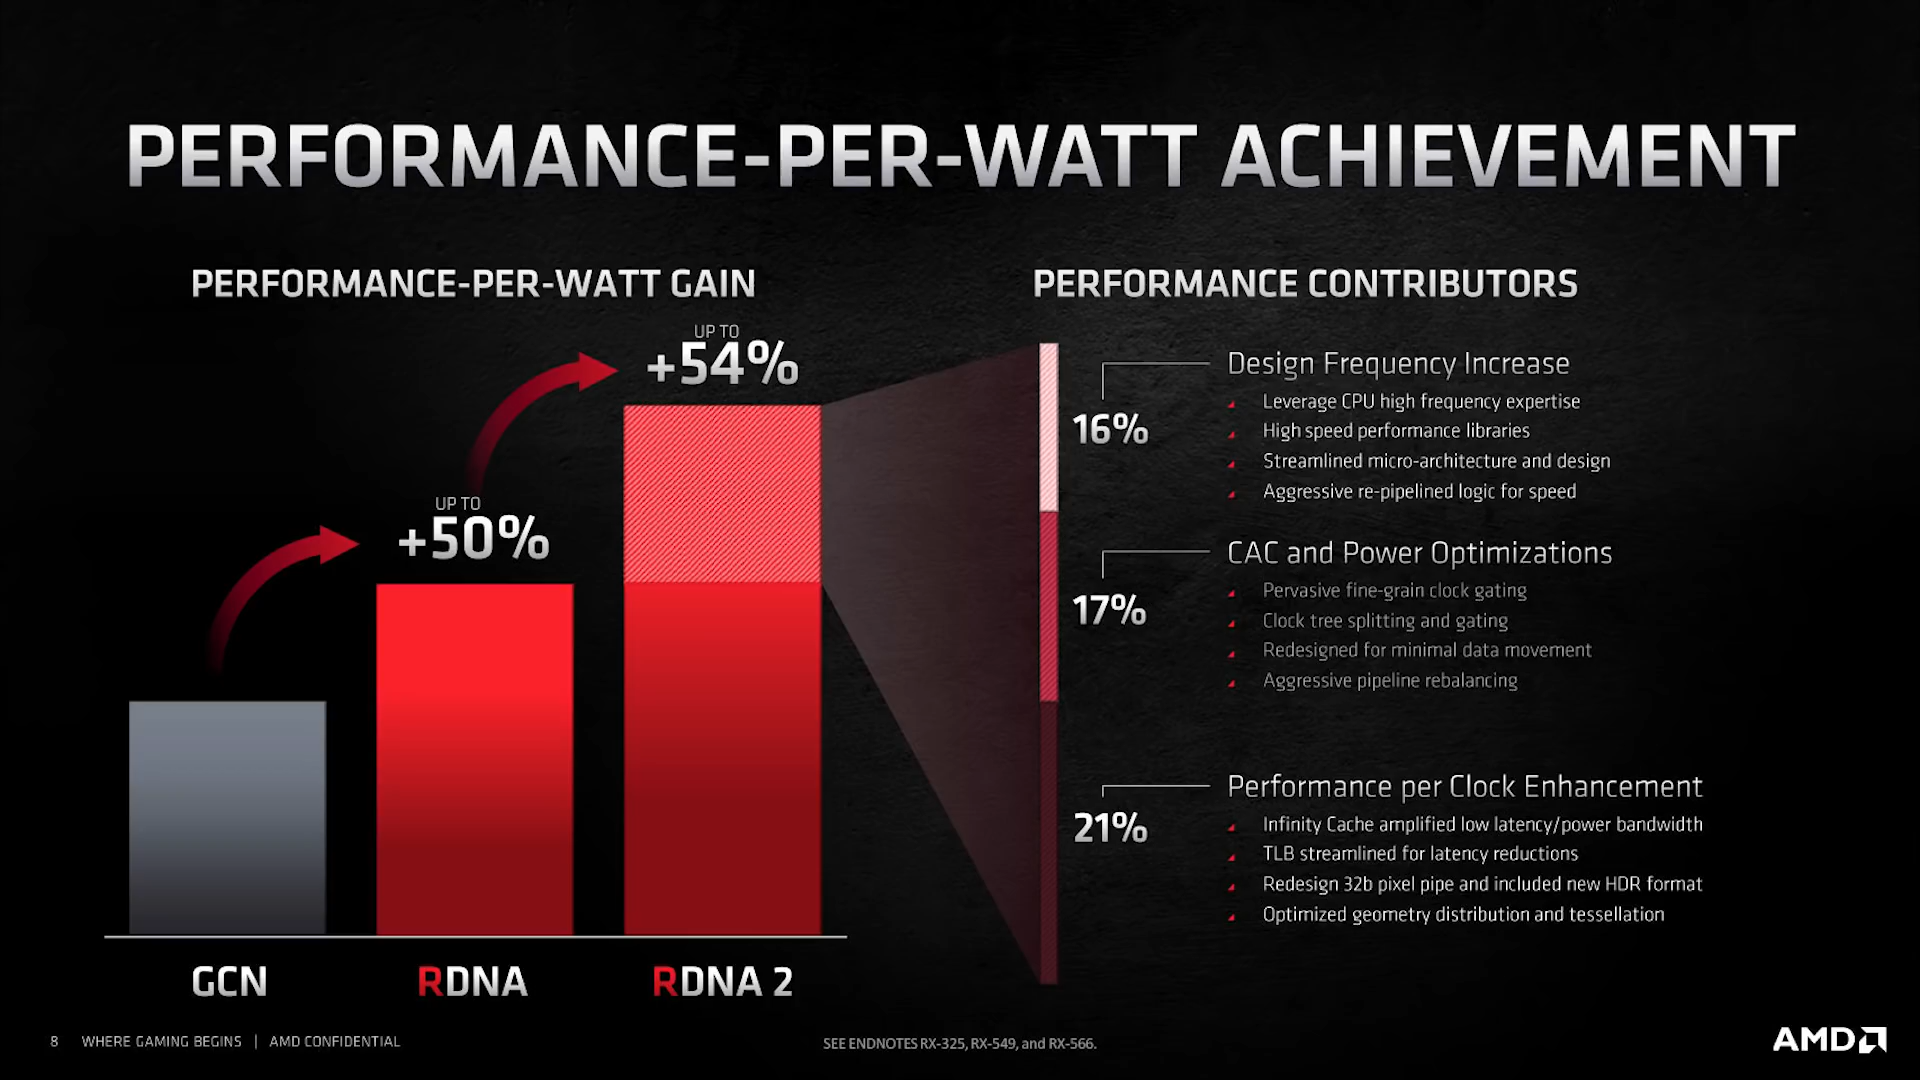 PERFORMANCE-PER-WATT ACHIEVEMENT
PERFORMANCE-PER-WATT GAIN
UP TO
+54%
UP TO
+50%
GCN
RDNA
RDNA 2
PERFORMANCE CONTRIBUTORS
16%
Design Frequency Increase
Leverage CPU high frequency expertise
High speed performance libraries
Streamlined micro-architecture and design
Aggressive re-pipelined logic for speed
17%
CAC and Power Optimizations
Pervasive fine-grain clock gating
Clock tree splitting and gating
Redesigned for minimal data movement
Aggressive pipeline rebalancing
21%
Performance per Clock Enhancement
Infinity Cache amplified low latency/power bandwidth
TLB streamlined for latency reductions
Redesign 32b pixel pipe and included new HDR format
Optimized geometry distribution and tessellation
8 WHERE GAMING BEGINS | AMD CONFIDENTIAL
SEE ENDNOTES RX-325, RX-549, and RX-566.
AMD